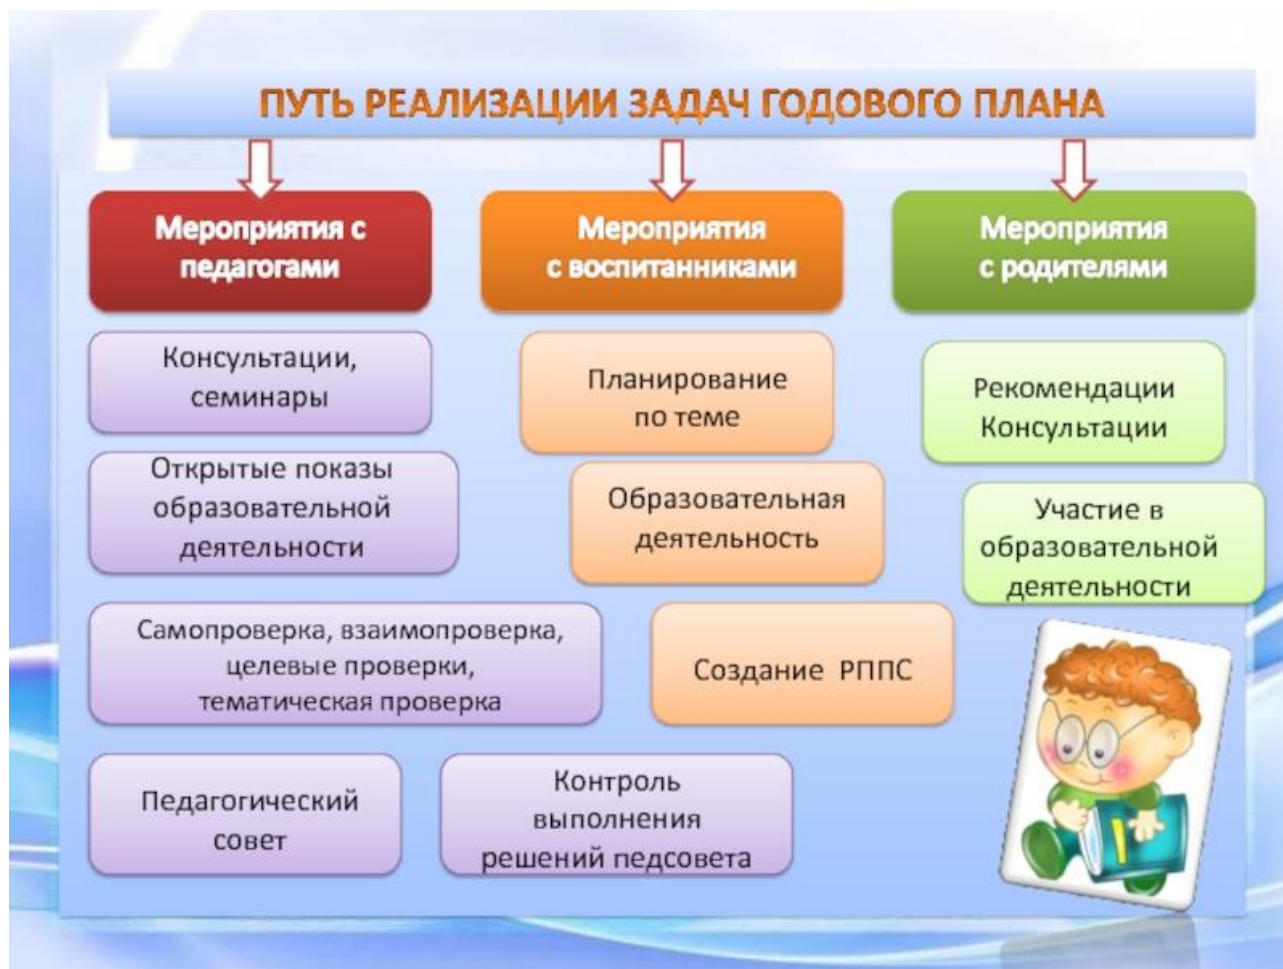 ПУТЬ РЕАЛИЗАЦИИ ЗАДАЧ ГОДОВОГО ПЛАНА
Мероприятия с
педагогами
Консультации,
семинары
Открытые показы
образовательной
деятельности
Самопроверка, взаимопроверка,
целевые проверки,
тематическая проверка
Педагогический
совет
Контроль
выполнения
решений педсовета
Мероприятия
с воспитанниками
Планирование
по теме
Образовательная
деятельность
Создание РППС
Мероприятия
с родителями
Рекомендации
Консультации
Участие в
образовательной
деятельности